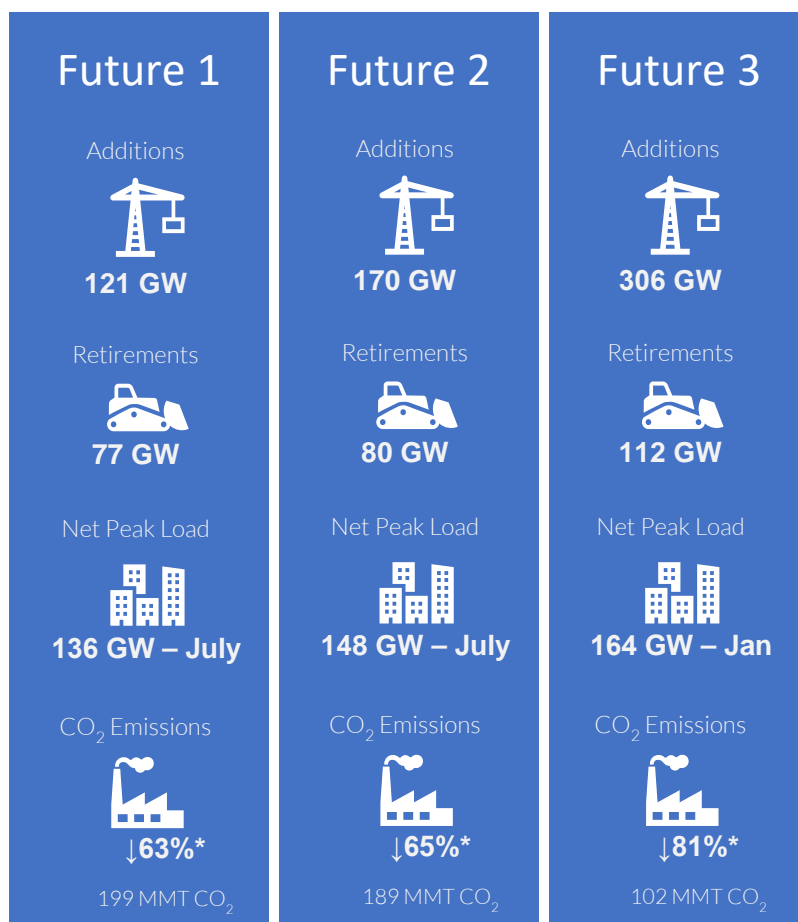 Future 1
Additions
121 GW
Retirements
77 GW
Net Peak Load
136 GW – July
CO₂ Emissions
↓63%*
199 MMT CO₂
Future 2
Additions
170 GW
Retirements
80 GW
Net Peak Load
148 GW – July
CO₂ Emissions
↓65%*
189 MMT CO₂
Future 3
Additions
306 GW
Retirements
112 GW
Net Peak Load
164 GW – Jan
CO₂ Emissions
↓81%*
102 MMT CO₂